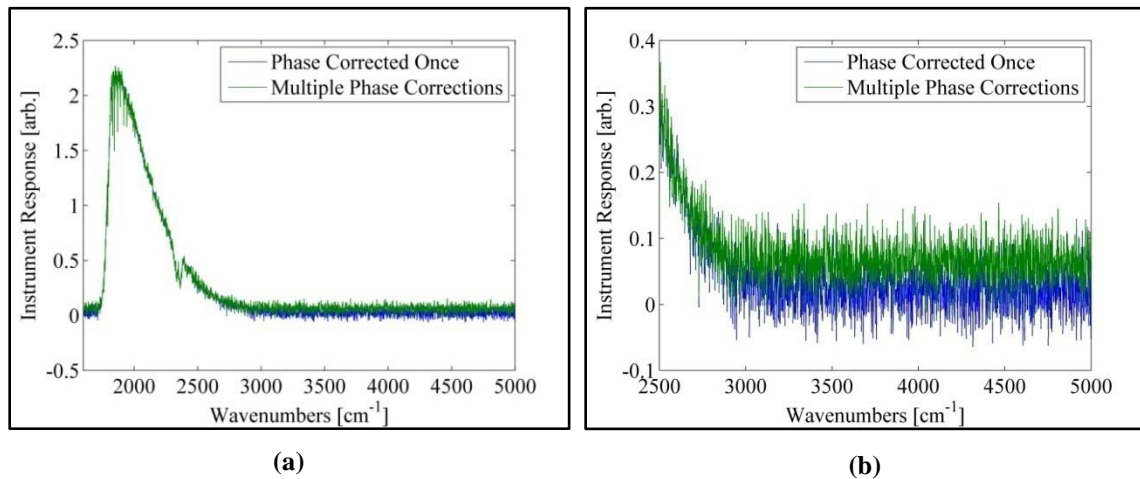 2.5
2
1.5
1
0.5
0
-0.5
Instrument Response [arb.]
Phase Corrected Once
Multiple Phase Corrections
2000 2500 3000 3500 4000 4500 5000
Wavenumbers [cm⁻¹]
(a)
0.4
0.3
0.2
0.1
0
-0.1
Instrument Response [arb.]
Phase Corrected Once
Multiple Phase Corrections
2500 3000 3500 4000 4500 5000
Wavenumbers [cm⁻¹]
(b)